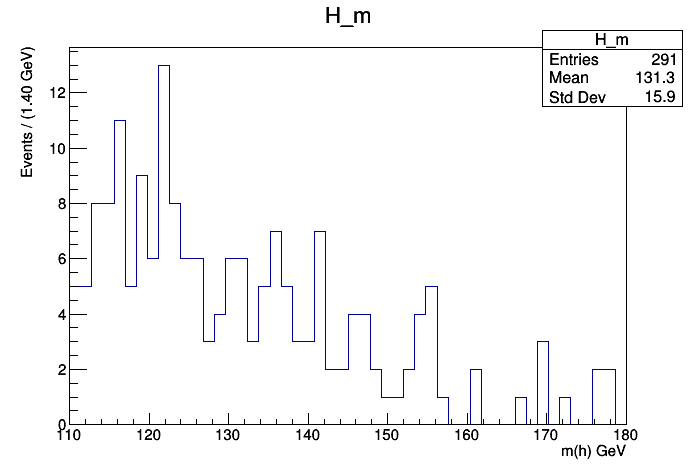 H_m
H_m
Entries 291
Mean 131.3
Std Dev 15.9
Events / (1.40 GeV)
12
10
8
6
4
2
0
110 120 130 140 150 160 170 180
m(h) GeV